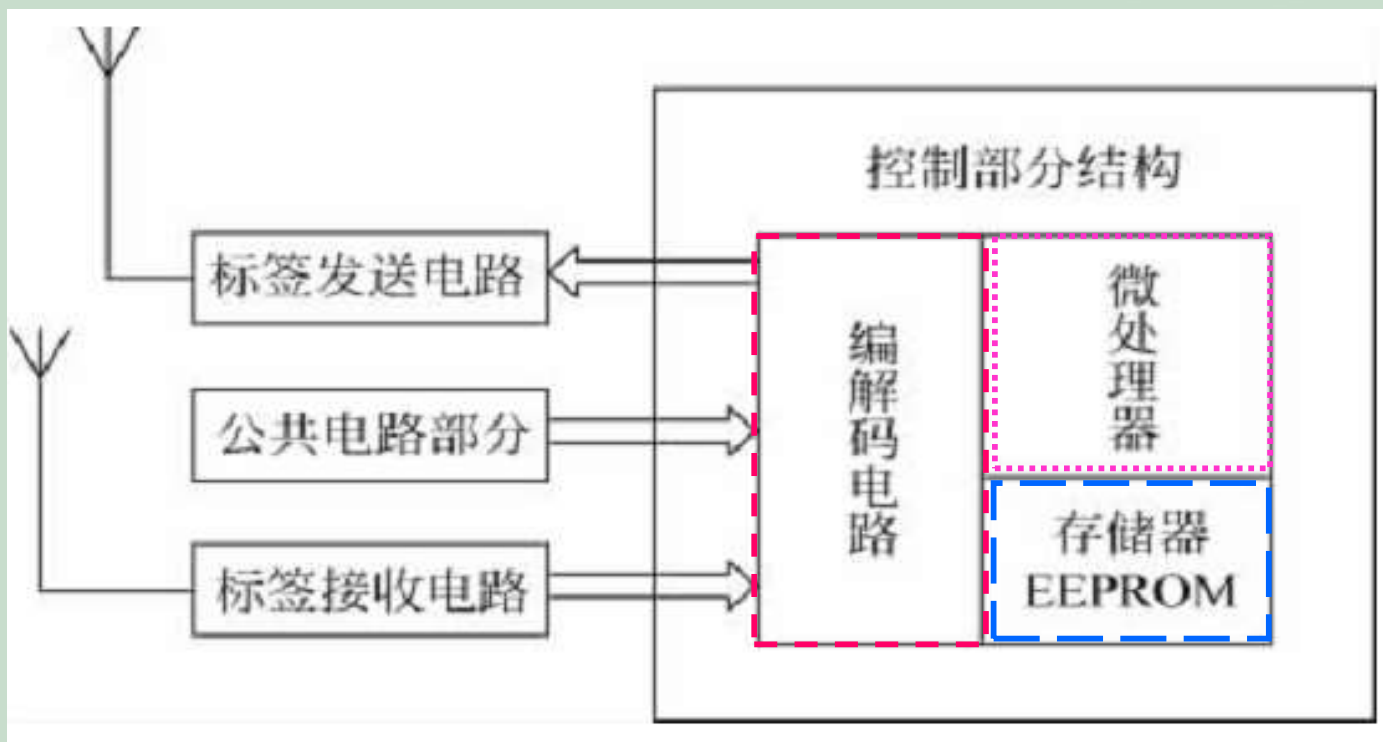 控制部分结构
标签发送电路
公共电路部分
标签接收电路
编解码电路
微处理器
存储器
EEPROM